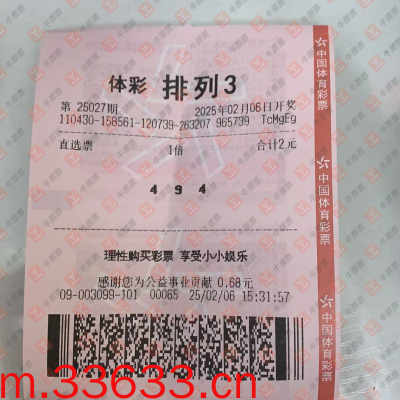 体彩 排列3
第 25027期 2025年02月06日开奖
110430-158561-120739-263207 965739 TcMgEg
直选票 1倍 合计2元
4 9 4
理性购买彩票 享受小小娱乐
感谢您为公益事业贡献 0.68元
09-003099-101 00065 25/02/06 15:31:57
中国体育彩票
中国体育彩票
中国体育彩票
m.33633.cn